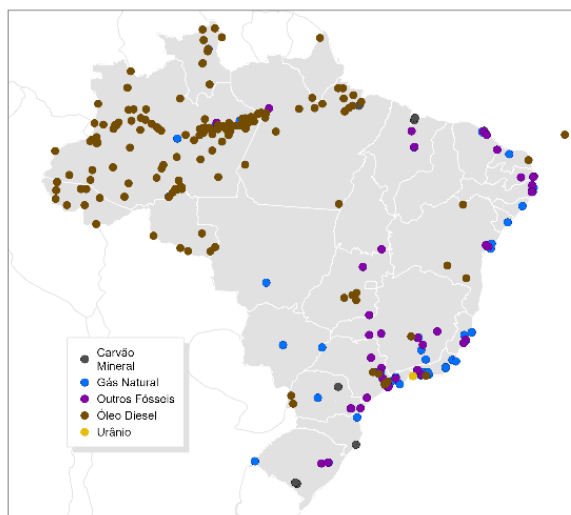 Carvão
Mineral
Gás Natural
Outros Fósseis
Óleo Diesel
Urânio